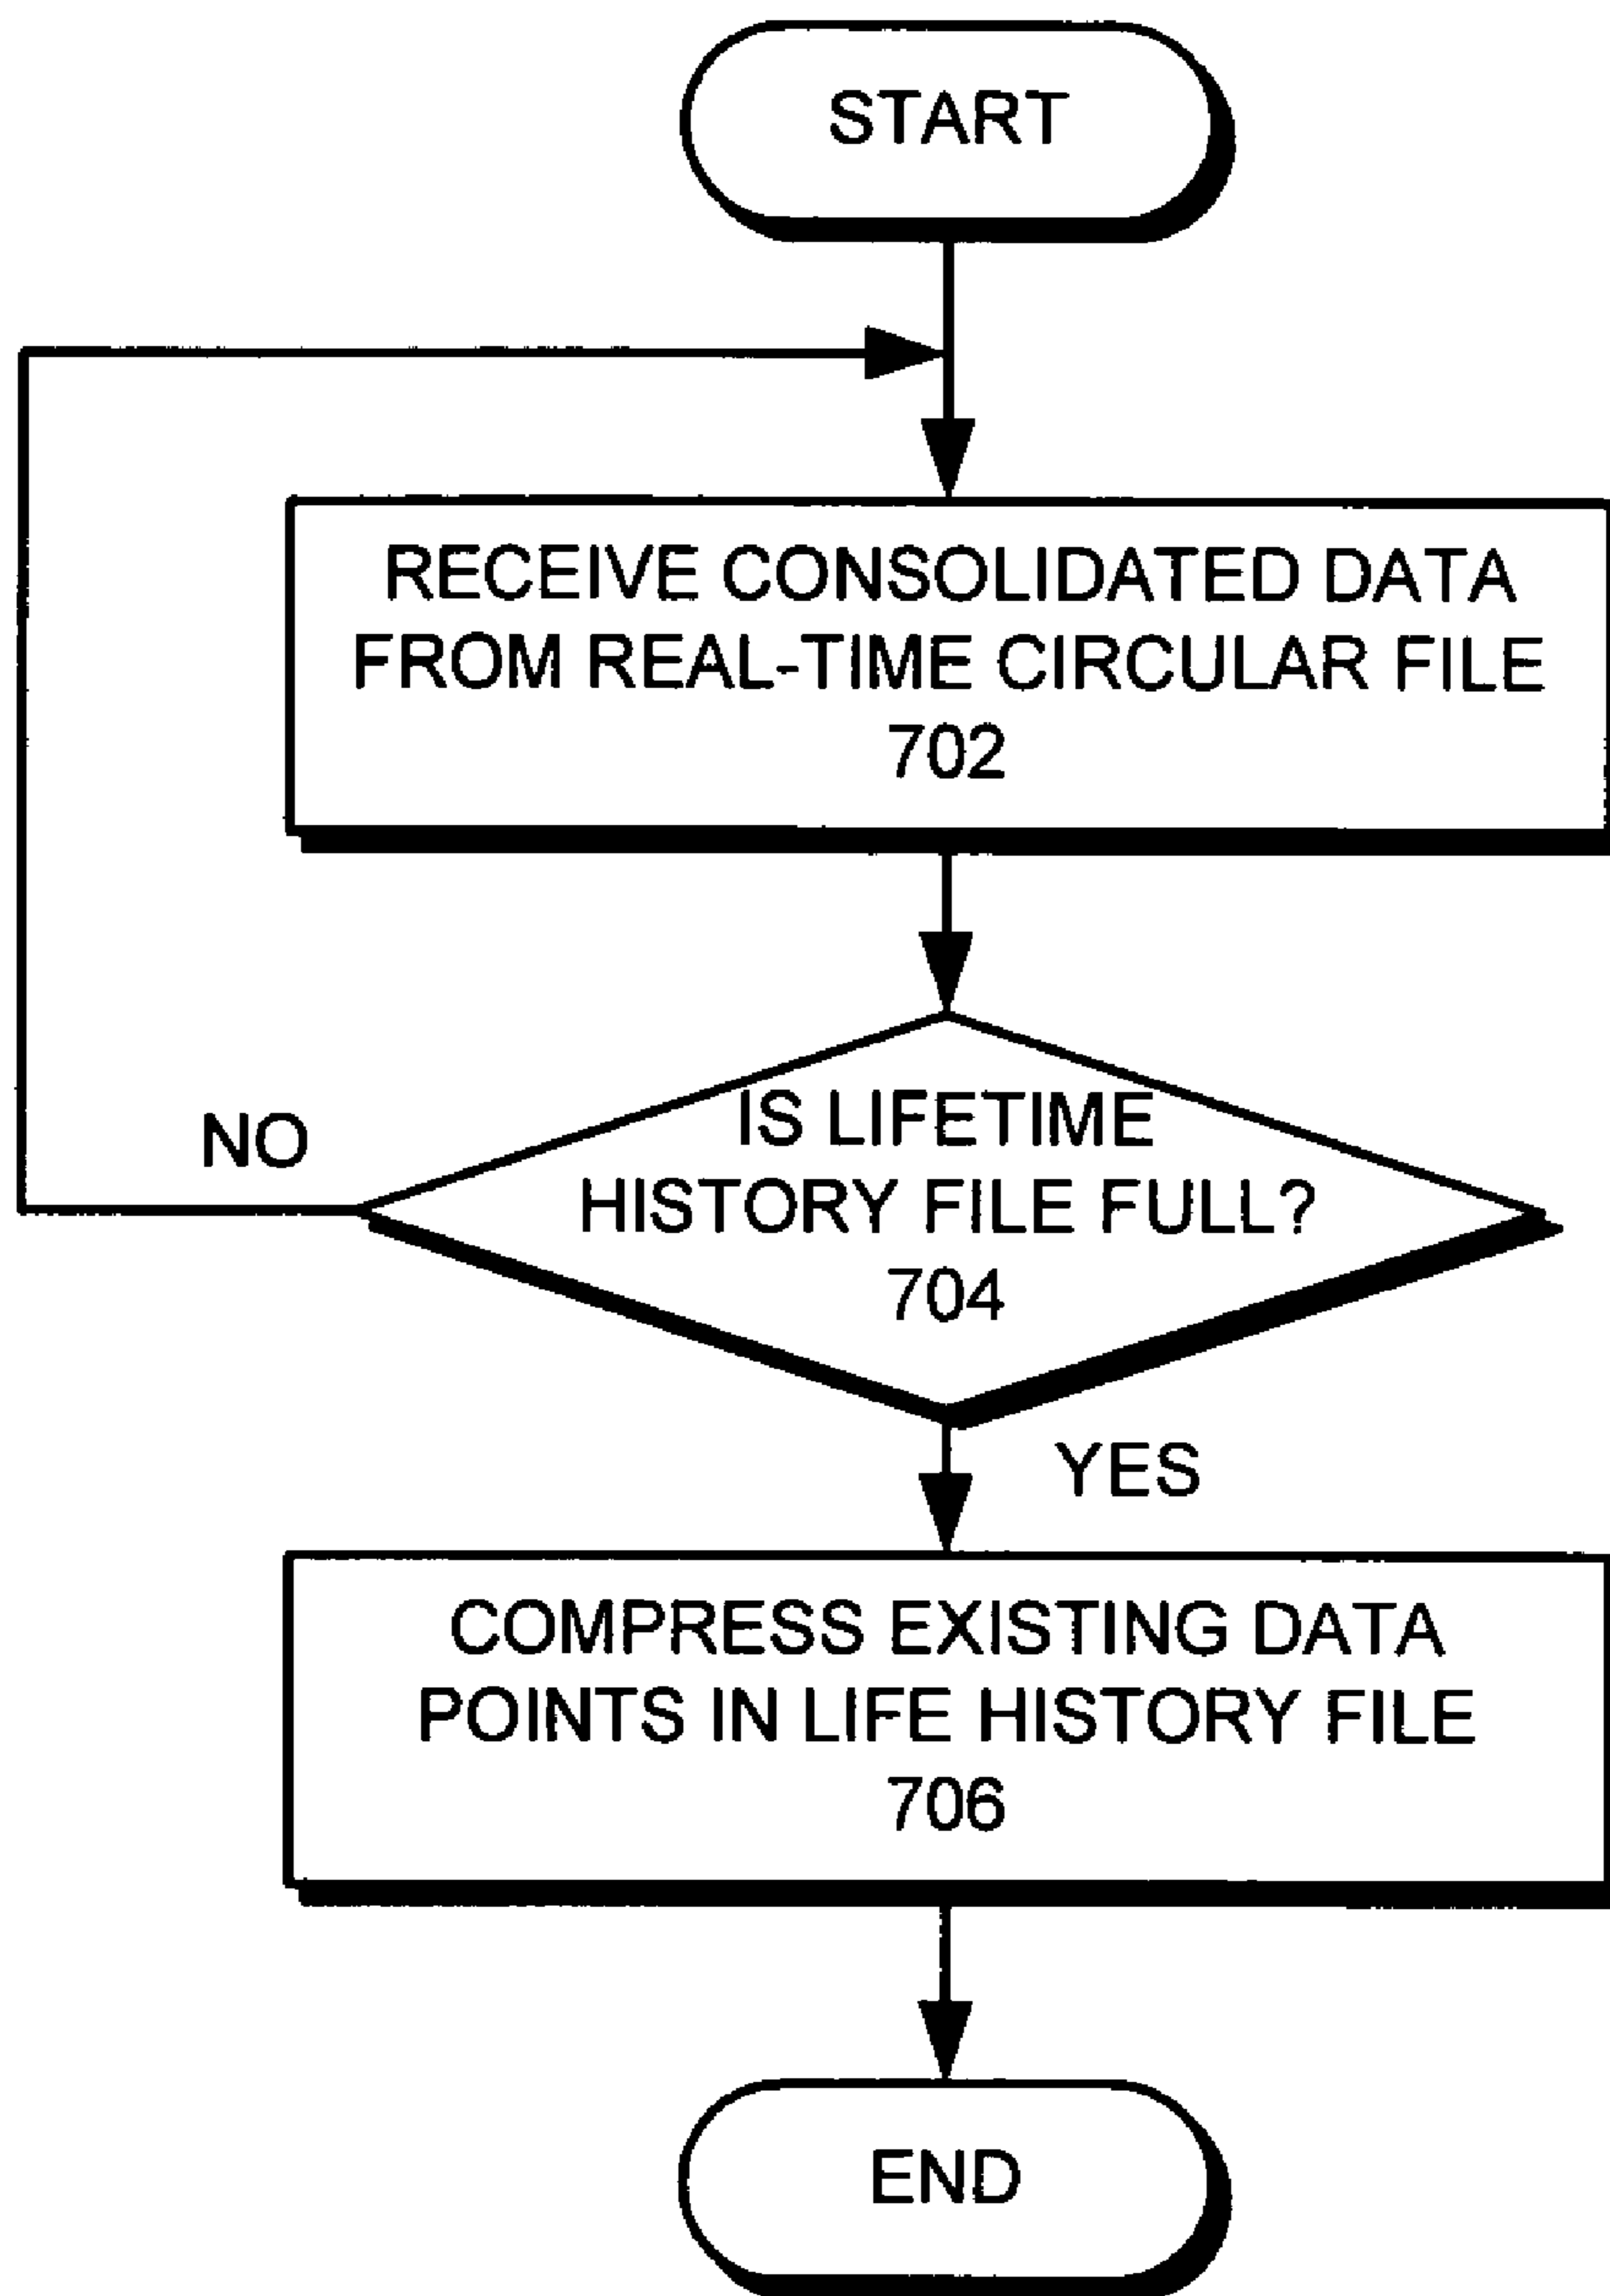 START
RECEIVE CONSOLIDATED DATA
FROM REAL-TIME CIRCULAR FILE
702
IS LIFETIME
HISTORY FILE FULL?
704
NO
YES
COMPRESS EXISTING DATA
POINTS IN LIFE HISTORY FILE
706
END